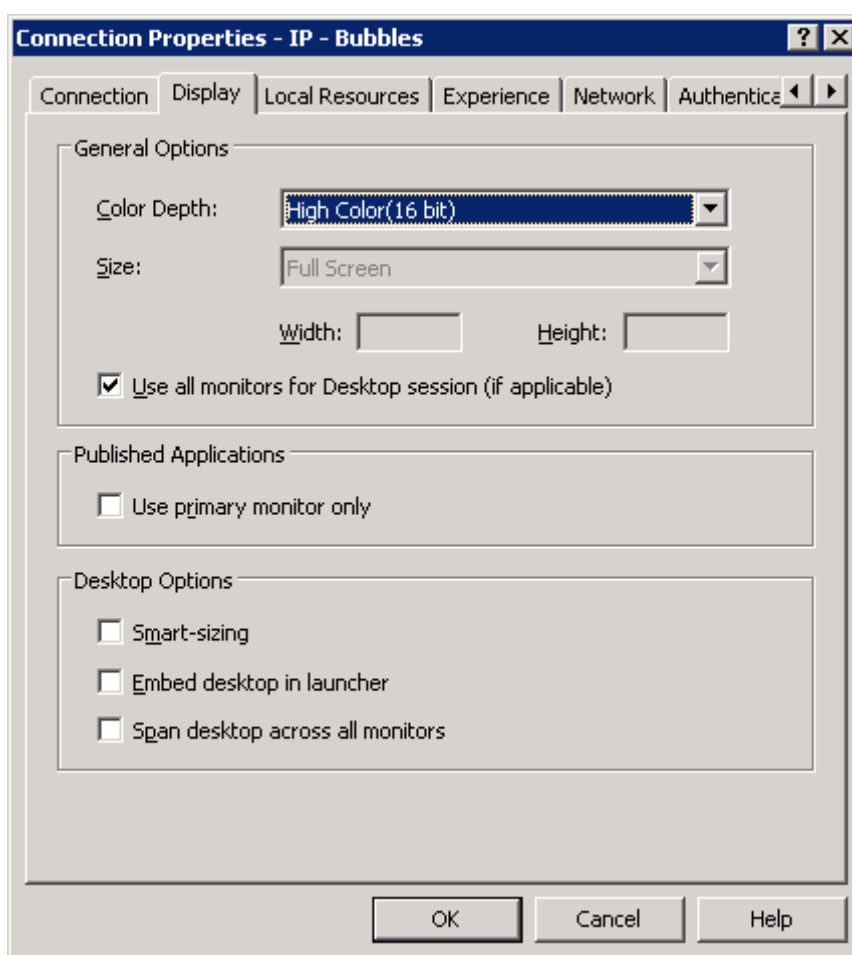 Connection Properties - IP - Bubbles
Connection Display Local Resources Experience Network Authentica
General Options
Color Depth: High Color(16 bit)
Size: Full Screen
Width: Height:
Use all monitors for Desktop session (if applicable)
Published Applications
Use primary monitor only
Desktop Options
Smart-sizing
Embed desktop in launcher
Span desktop across all monitors
OK Cancel Help